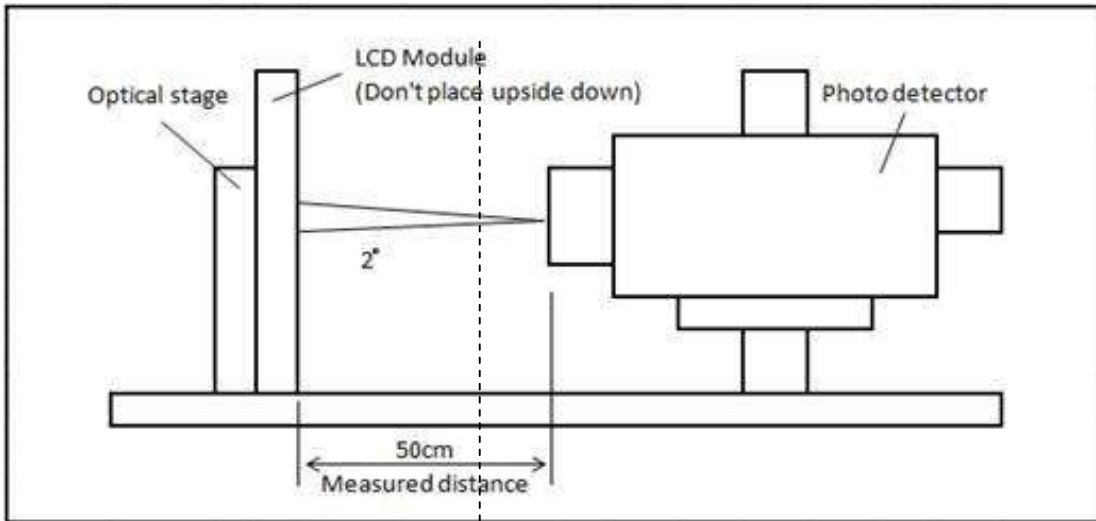 LCD Module
(Don't place upside down)
Optical stage
Photo detector
2°
50cm
Measured distance